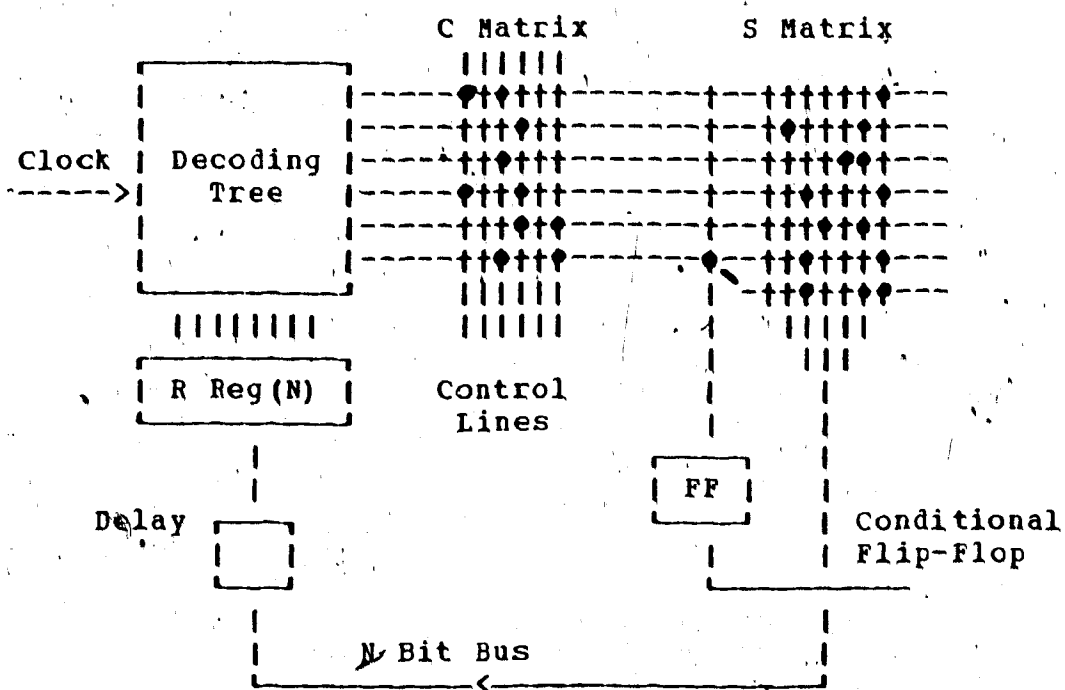 C Matrix
S Matrix
Clock
Decoding
Tree
R Reg(N)
Control
Lines
FF
Delay
Conditional
Flip-Flop
N Bit Bus